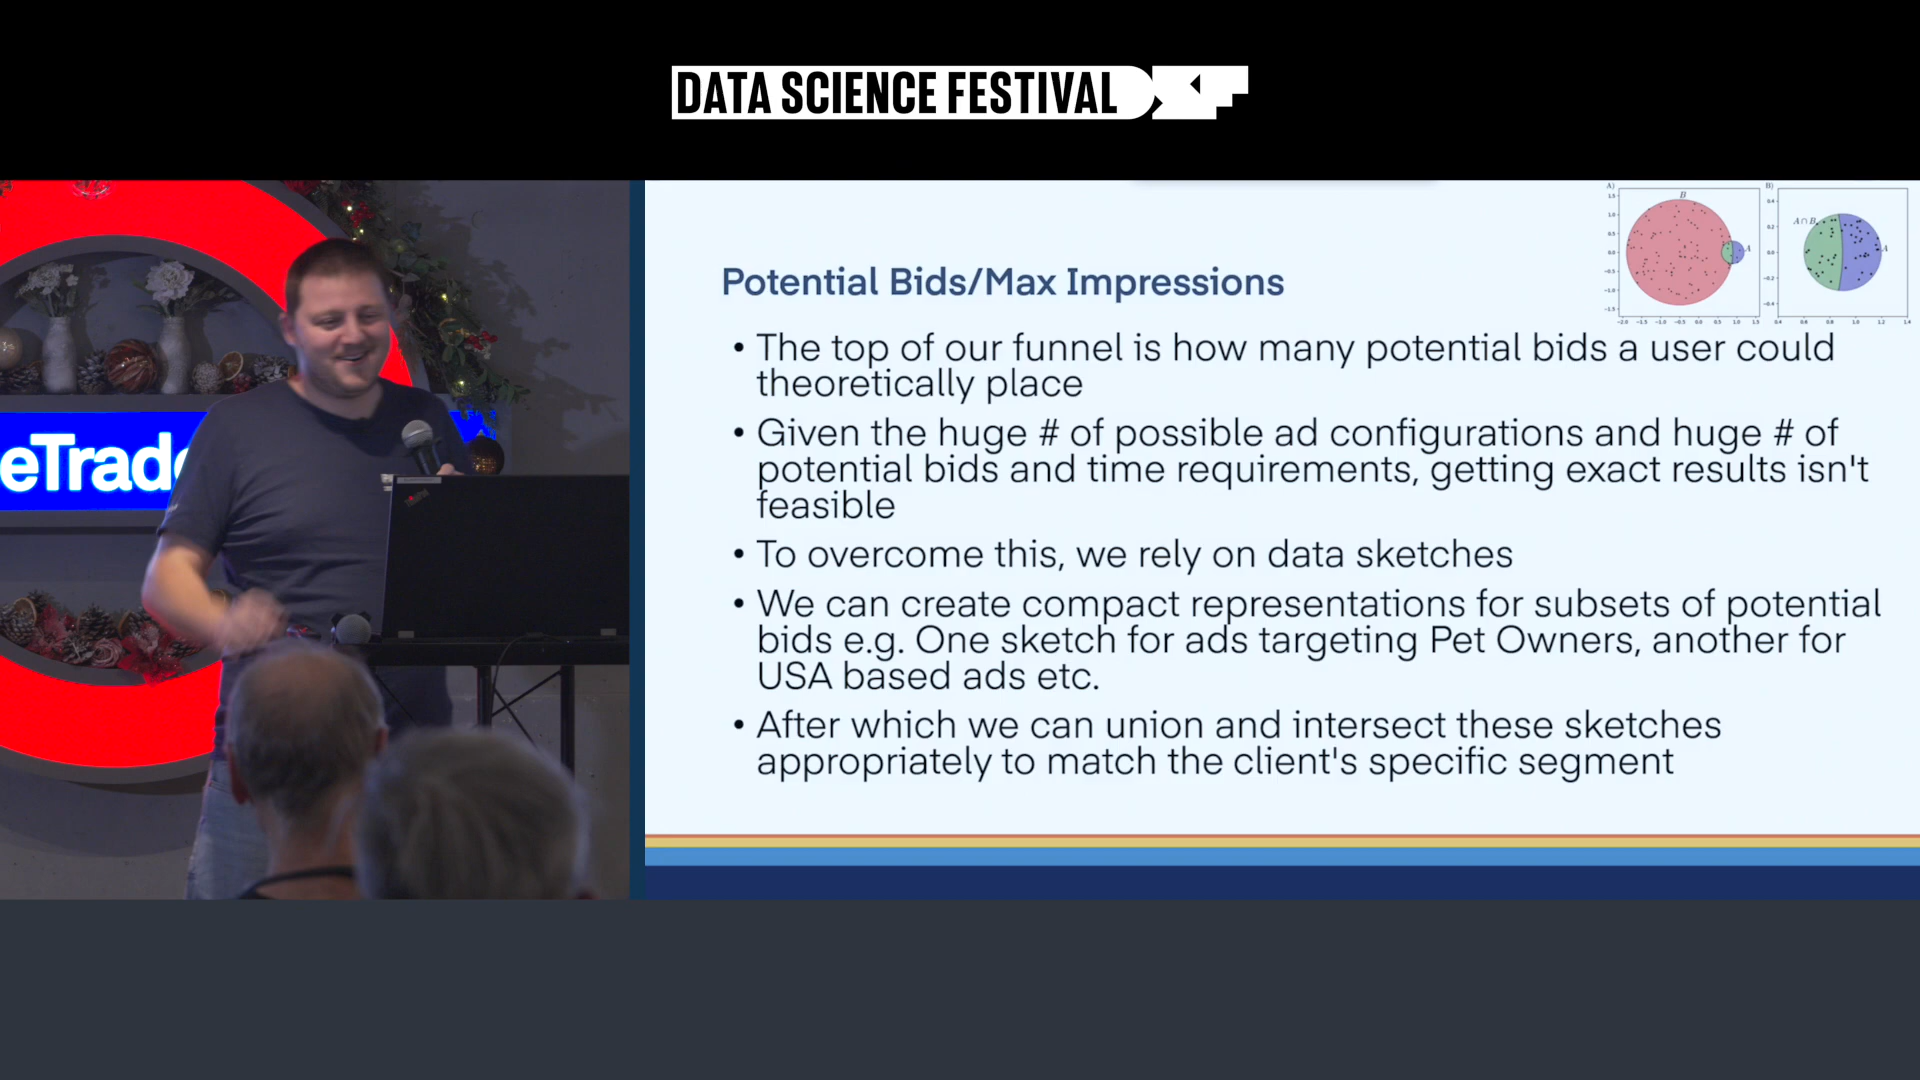 DATA SCIENCE FESTIVAL
eTrade
A)
B)
B
A
A∩B
A
Potential Bids/Max Impressions
• The top of our funnel is how many potential bids a user could
theoretically place
• Given the huge # of possible ad configurations and huge # of
potential bids and time requirements, getting exact results isn't
feasible
• To overcome this, we rely on data sketches
• We can create compact representations for subsets of potential
bids e.g. One sketch for ads targeting Pet Owners, another for
USA based ads etc.
• After which we can union and intersect these sketches
appropriately to match the client's specific segment